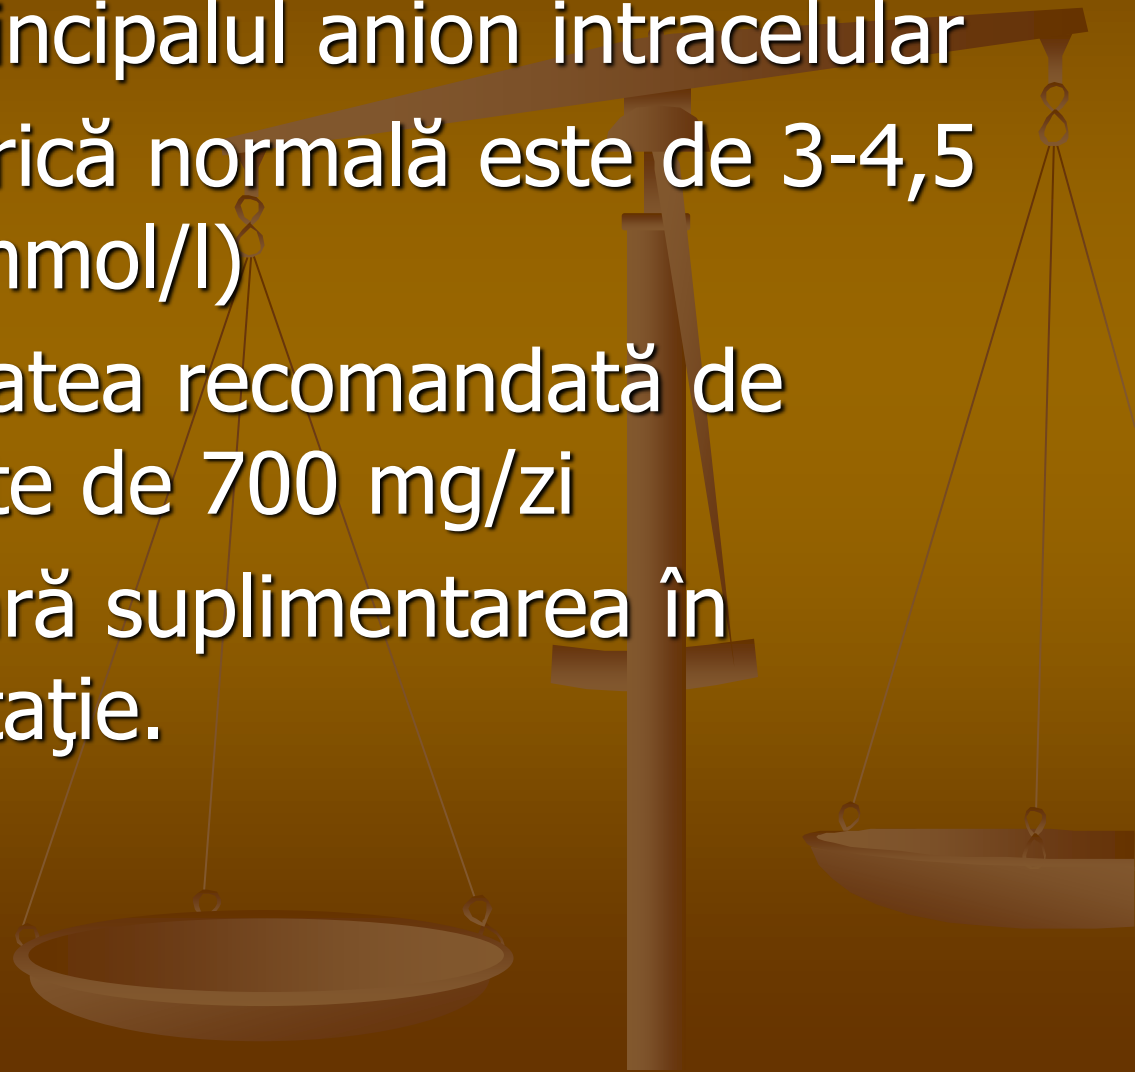 incipalul anion intracelular
rică normală este de 3-4,5
mmol/l)
atea recomandată de
te de 700 mg/zi
ră suplimentarea în
taţie.